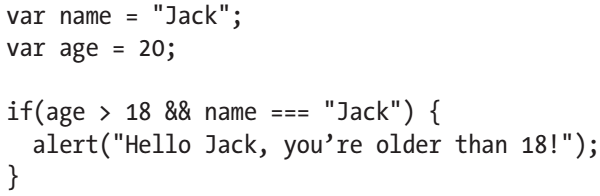 var name = "Jack";
var age = 20;
if(age > 18 && name === "Jack") {
alert("Hello Jack, you’re older than 18!");
}